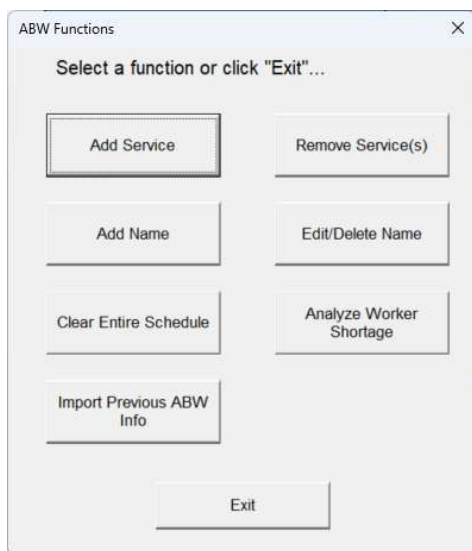 ABW Functions
Select a function or click "Exit"...
Add Service
Remove Service(s)
Add Name
Edit/Delete Name
Clear Entire Schedule
Analyze Worker
Shortage
Import Previous ABW
Info
Exit